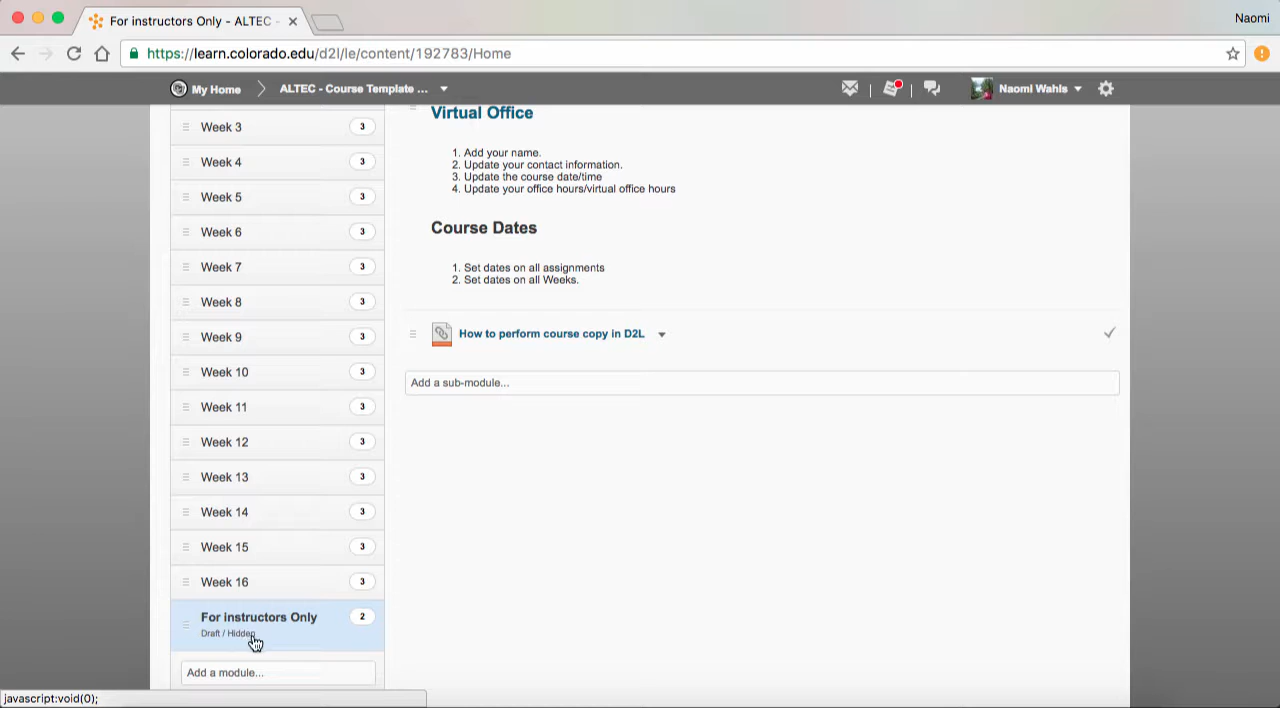 For instructors Only - ALTEC -
Naomi
https://learn.colorado.edu/d2l/le/content/192783/Home
My Home
ALTEC - Course Template ...
Naomi Wahls
Week 3 3
Week 4 3
Week 5 3
Week 6 3
Week 7 3
Week 8 3
Week 9 3
Week 10 3
Week 11 3
Week 12 3
Week 13 3
Week 14 3
Week 15 3
Week 16 3
For instructors Only 2
Draft / Hidden
Add a module...
Virtual Office
1. Add your name.
2. Update your contact information.
3. Update the course date/time
4. Update your office hours/virtual office hours
Course Dates
1. Set dates on all assignments
2. Set dates on all Weeks.
How to perform course copy in D2L
Add a sub-module...
javascript:void(0);